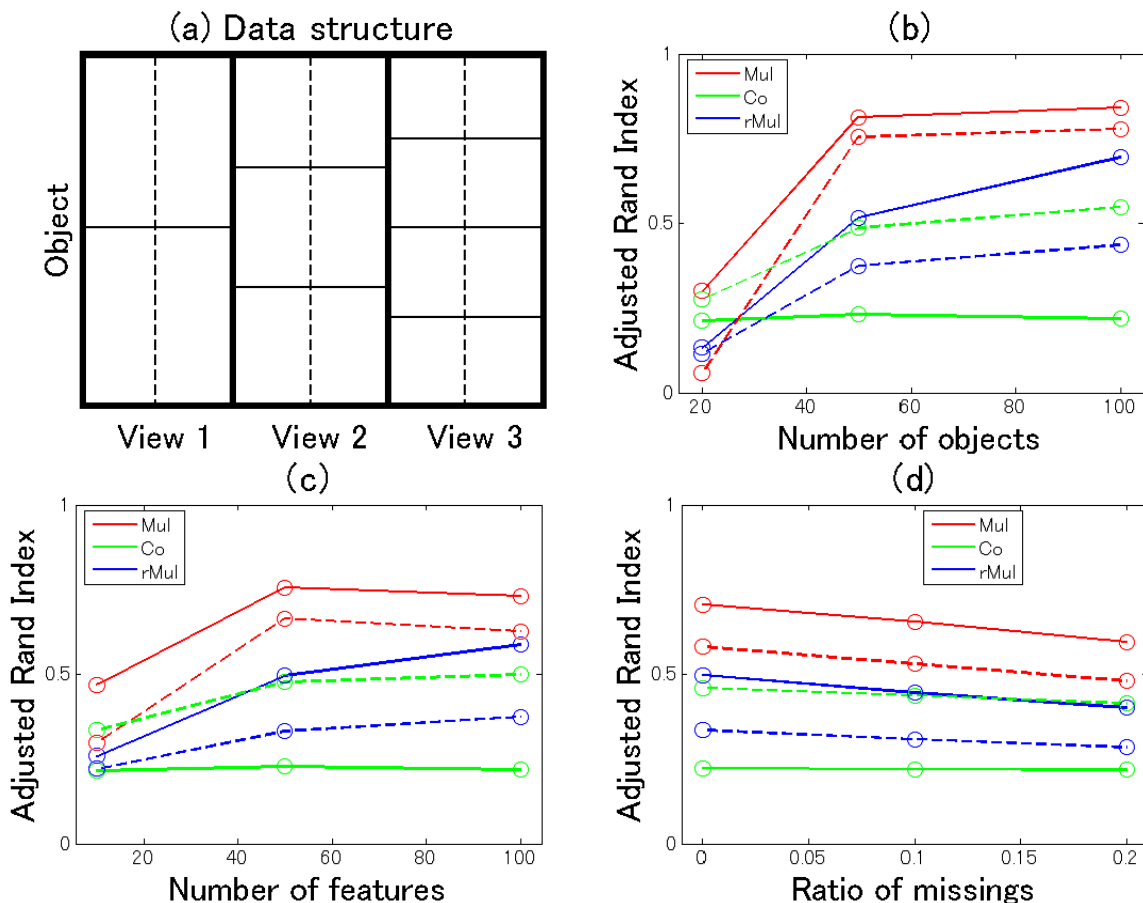 (a) Data structure
Object
View 1
View 2
View 3
(b)
Mul
Co
rMul
Adjusted Rand Index
1
0.5
0
20
40
60
80
100
Number of objects
(c)
Mul
Co
rMul
Adjusted Rand Index
1
0.5
0
20
40
60
80
100
Number of features
(d)
Mul
Co
rMul
Adjusted Rand Index
1
0.5
0
0
0.05
0.1
0.15
0.2
Ratio of missings